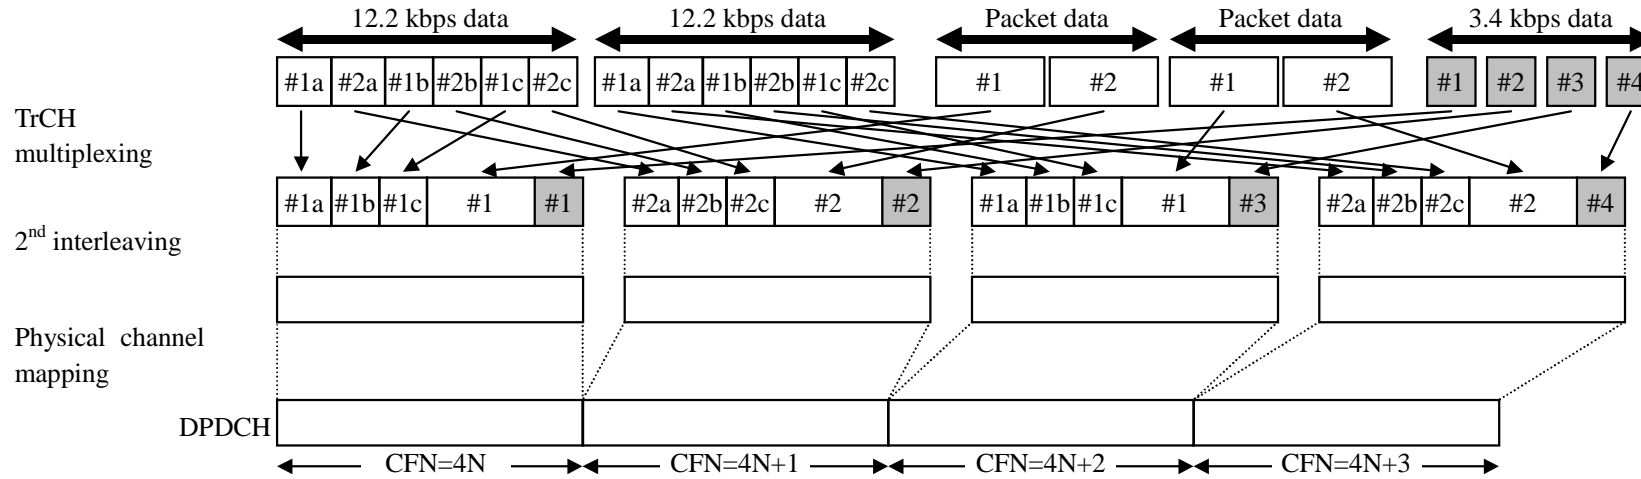 12.2 kbps data 12.2 kbps data Packet data Packet data 3.4 kbps data
#1a #2a #1b #2b #1c #2c #1a #2a #1b #2b #1c #2c #1 #2 #1 #2 #1 #2 #3 #4
TrCH
multiplexing
#1a #1b #1c #1 #1 #2a #2b #2c #2 #2 #1a #1b #1c #1 #3 #2a #2b #2c #2 #4
2nd interleaving
Physical channel
mapping
DPDCH
CFN=4N CFN=4N+1 CFN=4N+2 CFN=4N+3